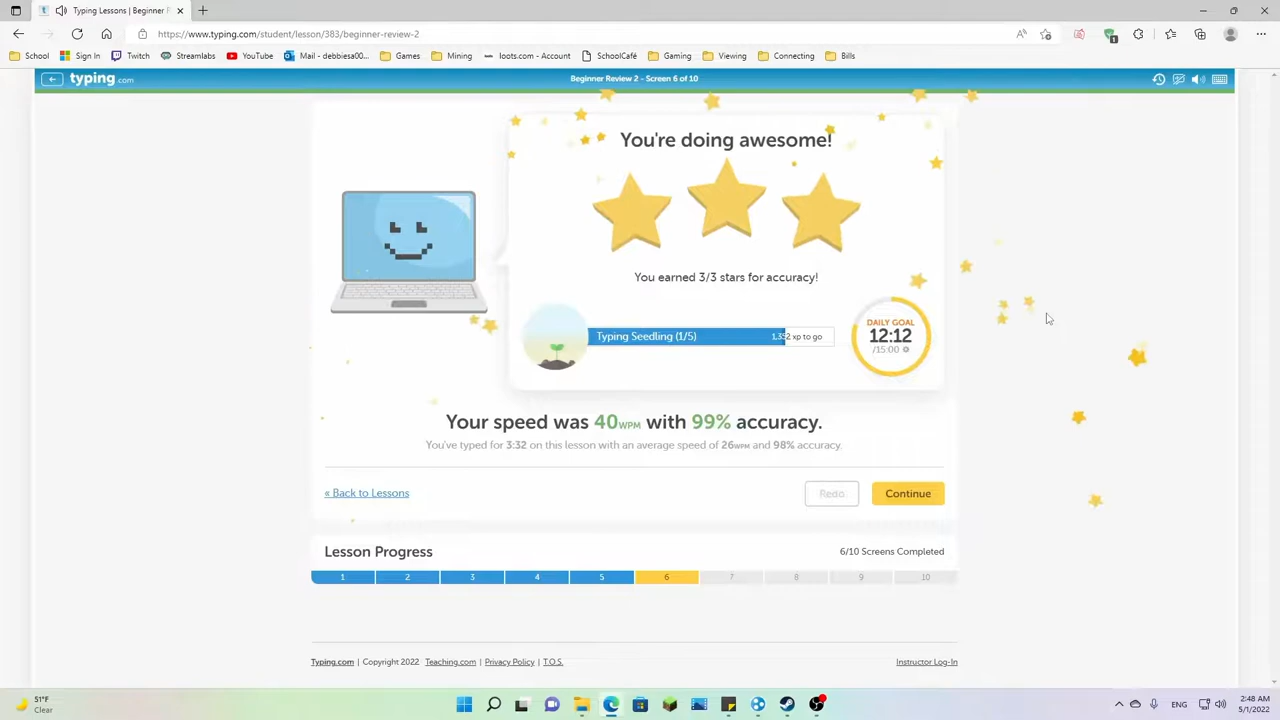 Typing Lessons | Beginner R
https://www.typing.com/student/lesson/383/beginner-review-2
School
Sign In
Twitch
Streamlabs
YouTube
Mail - debbiesa00...
Games
Mining
loots.com - Account
SchoolCafé
Gaming
Viewing
Connecting
Bills
typing.com
Beginner Review 2 - Screen 6 of 10
You're doing awesome!
You earned 3/3 stars for accuracy!
Typing Seedling (1/5)
1,352 xp to go
DAILY GOAL
12:12
/15:00
Your speed was 40WPM with 99% accuracy.
You've typed for 3:32 on this lesson with an average speed of 26WPM and 98% accuracy.
« Back to Lessons
Redo
Continue
Lesson Progress
6/10 Screens Completed
1 2 3 4 5 6 7 8 9 10
Typing.com | Copyright 2022 Teaching.com | Privacy Policy | T.O.S.
Instructor Log-In
51°F
Clear
ENG
2:48 AM
5/1/2022